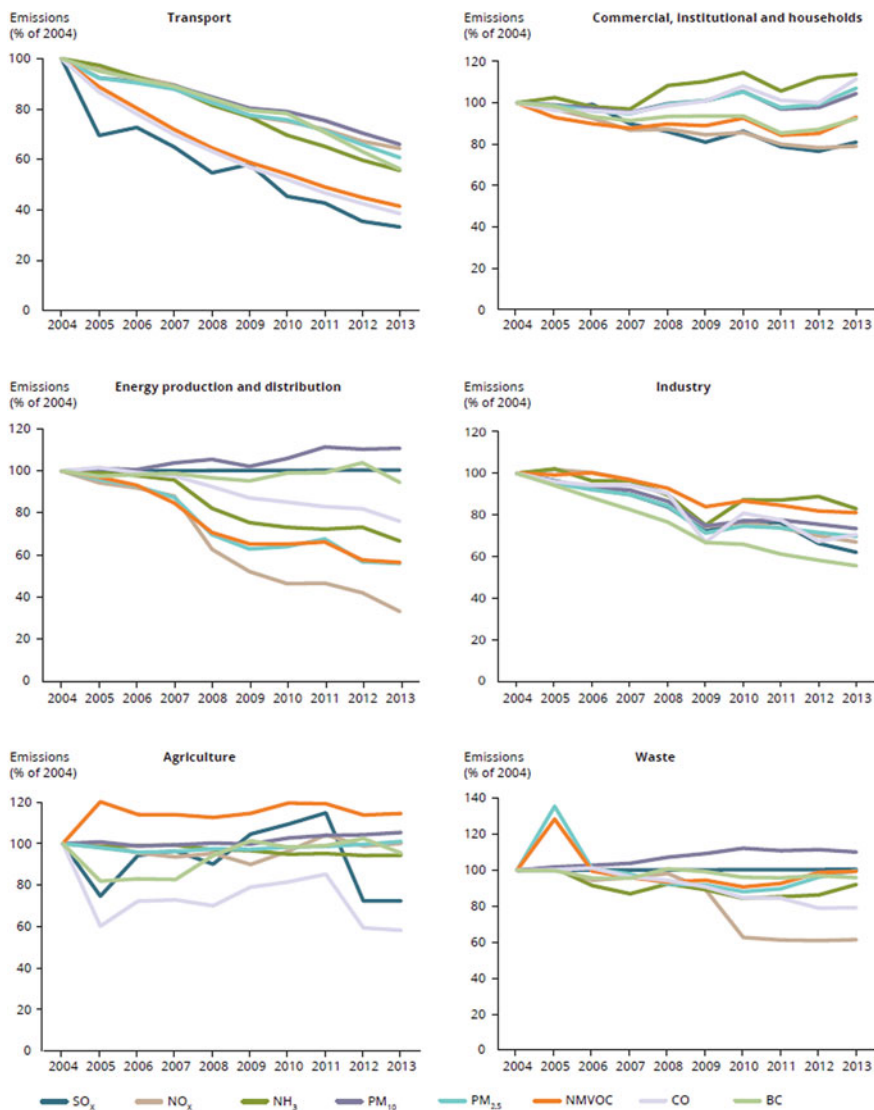 Emissions
(% of 2004)
Transport
100
80
60
40
20
0
2004 2005 2006 2007 2008 2009 2010 2011 2012 2013
Emissions
(% of 2004)
Commercial, institutional and households
120
100
80
60
40
20
0
2004 2005 2006 2007 2008 2009 2010 2011 2012 2013
Emissions
(% of 2004)
Energy production and distribution
120
100
80
60
40
20
0
2004 2005 2006 2007 2008 2009 2010 2011 2012 2013
Emissions
(% of 2004)
Industry
120
100
80
60
40
20
0
2004 2005 2006 2007 2008 2009 2010 2011 2012 2013
Emissions
(% of 2004)
Agriculture
120
100
80
60
40
20
0
2004 2005 2006 2007 2008 2009 2010 2011 2012 2013
Emissions
(% of 2004)
Waste
140
120
100
80
60
40
20
0
2004 2005 2006 2007 2008 2009 2010 2011 2012 2013
SOₓ NOₓ NH₃ PM₁₀ PM₂.₅ NMVOC CO BC